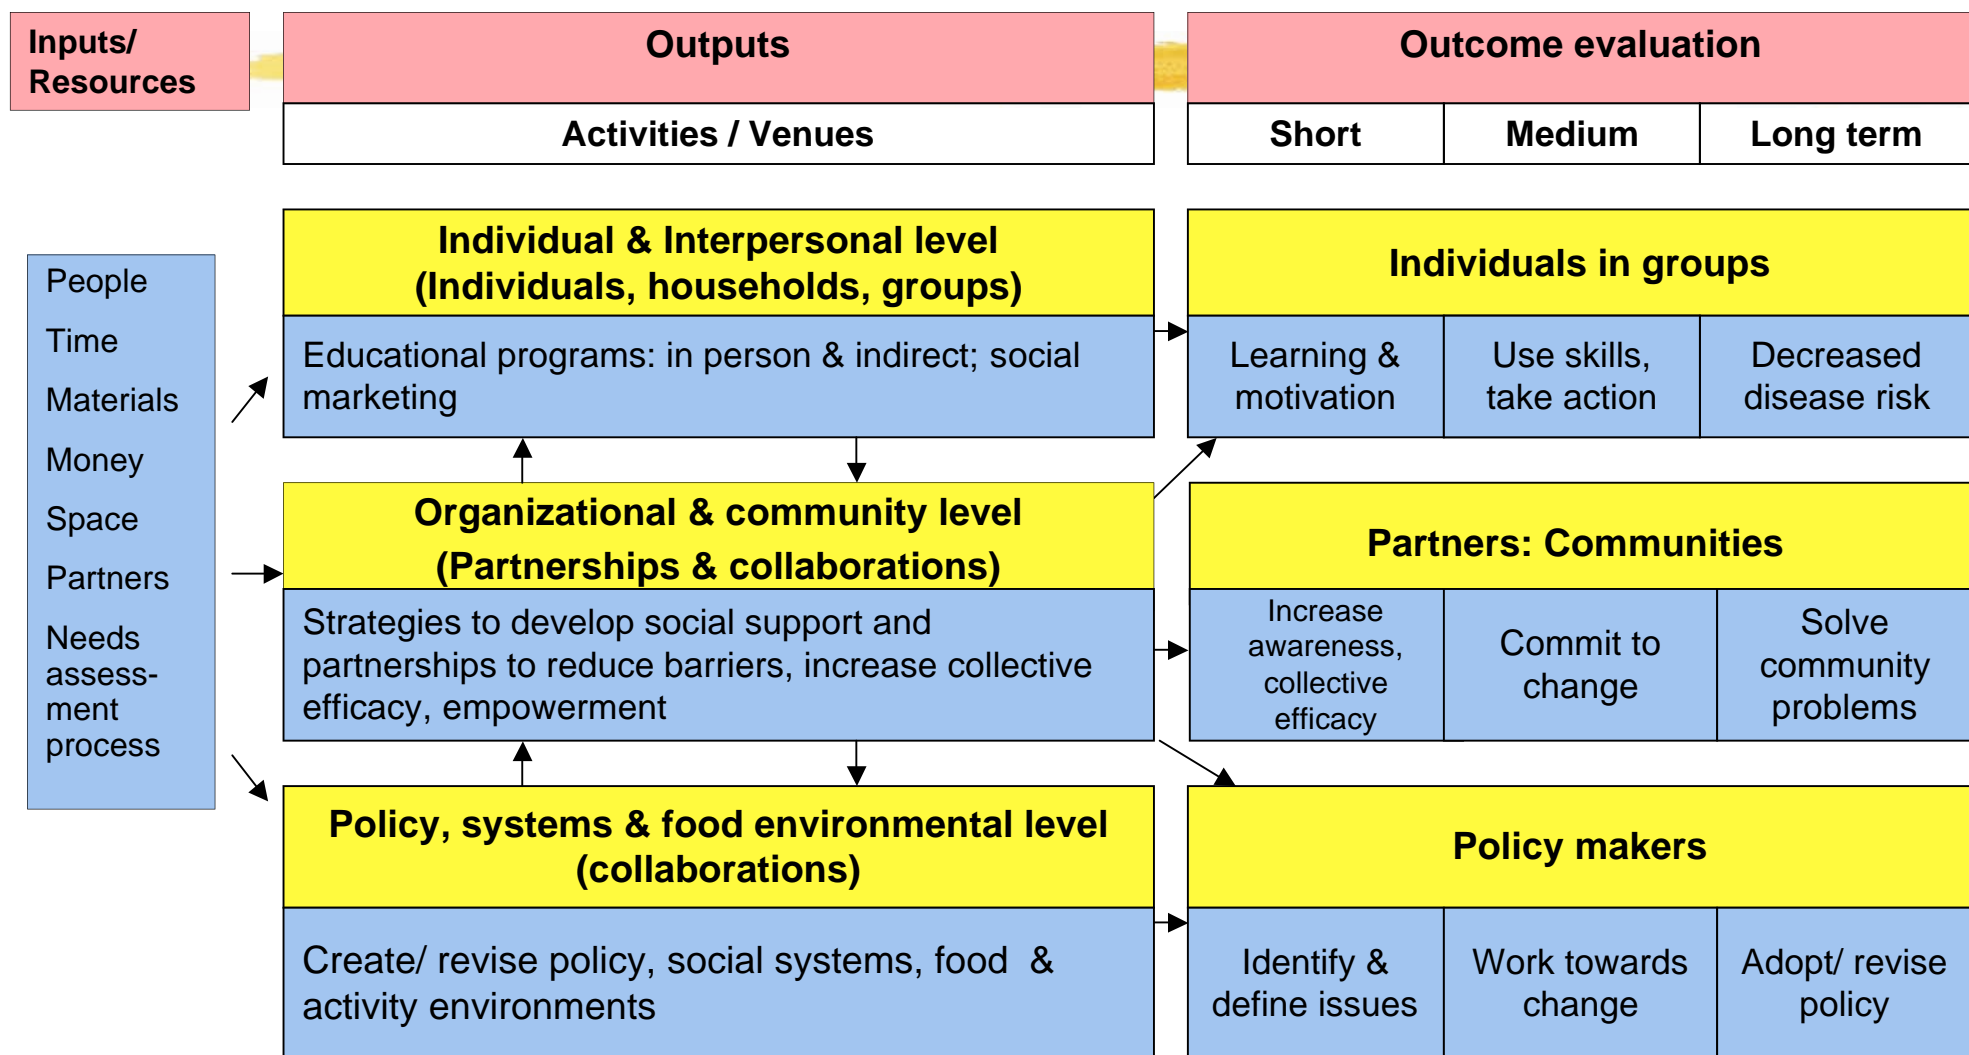 Inputs/
Resources
Outputs
Outcome evaluation
Activities / Venues
Short
Medium
Long term
People
Time
Materials
Money
Space
Partners
Needs
assess-
ment
process
Individual & Interpersonal level
(Individuals, households, groups)
Educational programs: in person & indirect; social
marketing
Individuals in groups
Learning &
motivation
Use skills,
take action
Decreased
disease risk
Organizational & community level
(Partnerships & collaborations)
Strategies to develop social support and
partnerships to reduce barriers, increase collective
efficacy, empowerment
Partners: Communities
Increase
awareness,
collective
efficacy
Commit to
change
Solve
community
problems
Policy, systems & food environmental level
(collaborations)
Create/ revise policy, social systems, food &
activity environments
Policy makers
Identify &
define issues
Work towards
change
Adopt/ revise
policy